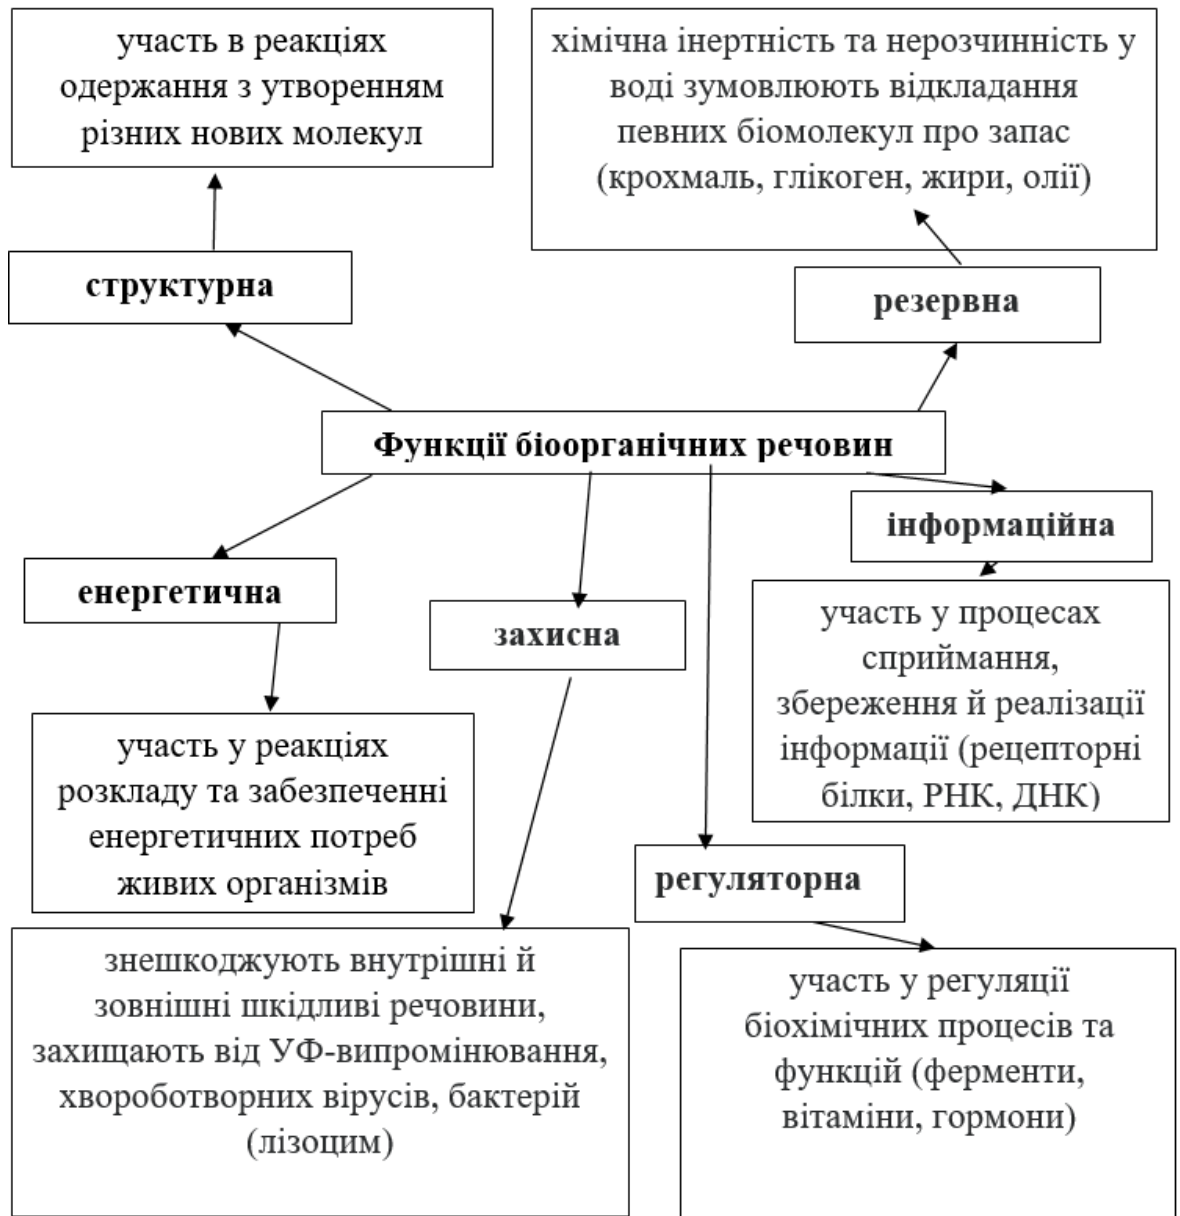 участь в реакціях
одержання з утворенням
різних нових молекул
хімічна інертність та нерозчинність у
воді зумовлюють відкладання
певних біомолекул про запас
(крохмаль, глікоген, жири, олії)
структурна
резервна
Функції біоорганічних речовин
інформаційна
енергетична
захисна
участь у процесах
сприймання,
збереження й реалізації
інформації (рецепторні
білки, РНК, ДНК)
участь у реакціях
розкладу та забезпеченні
енергетичних потреб
живих організмів
регуляторна
знешкоджують внутрішні й
зовнішні шкідливі речовини,
захищають від УФ-випромінювання,
хвороботворних вірусів, бактерій
(лізоцим)
участь у регуляції
біохімічних процесів та
функцій (ферменти,
вітаміни, гормони)